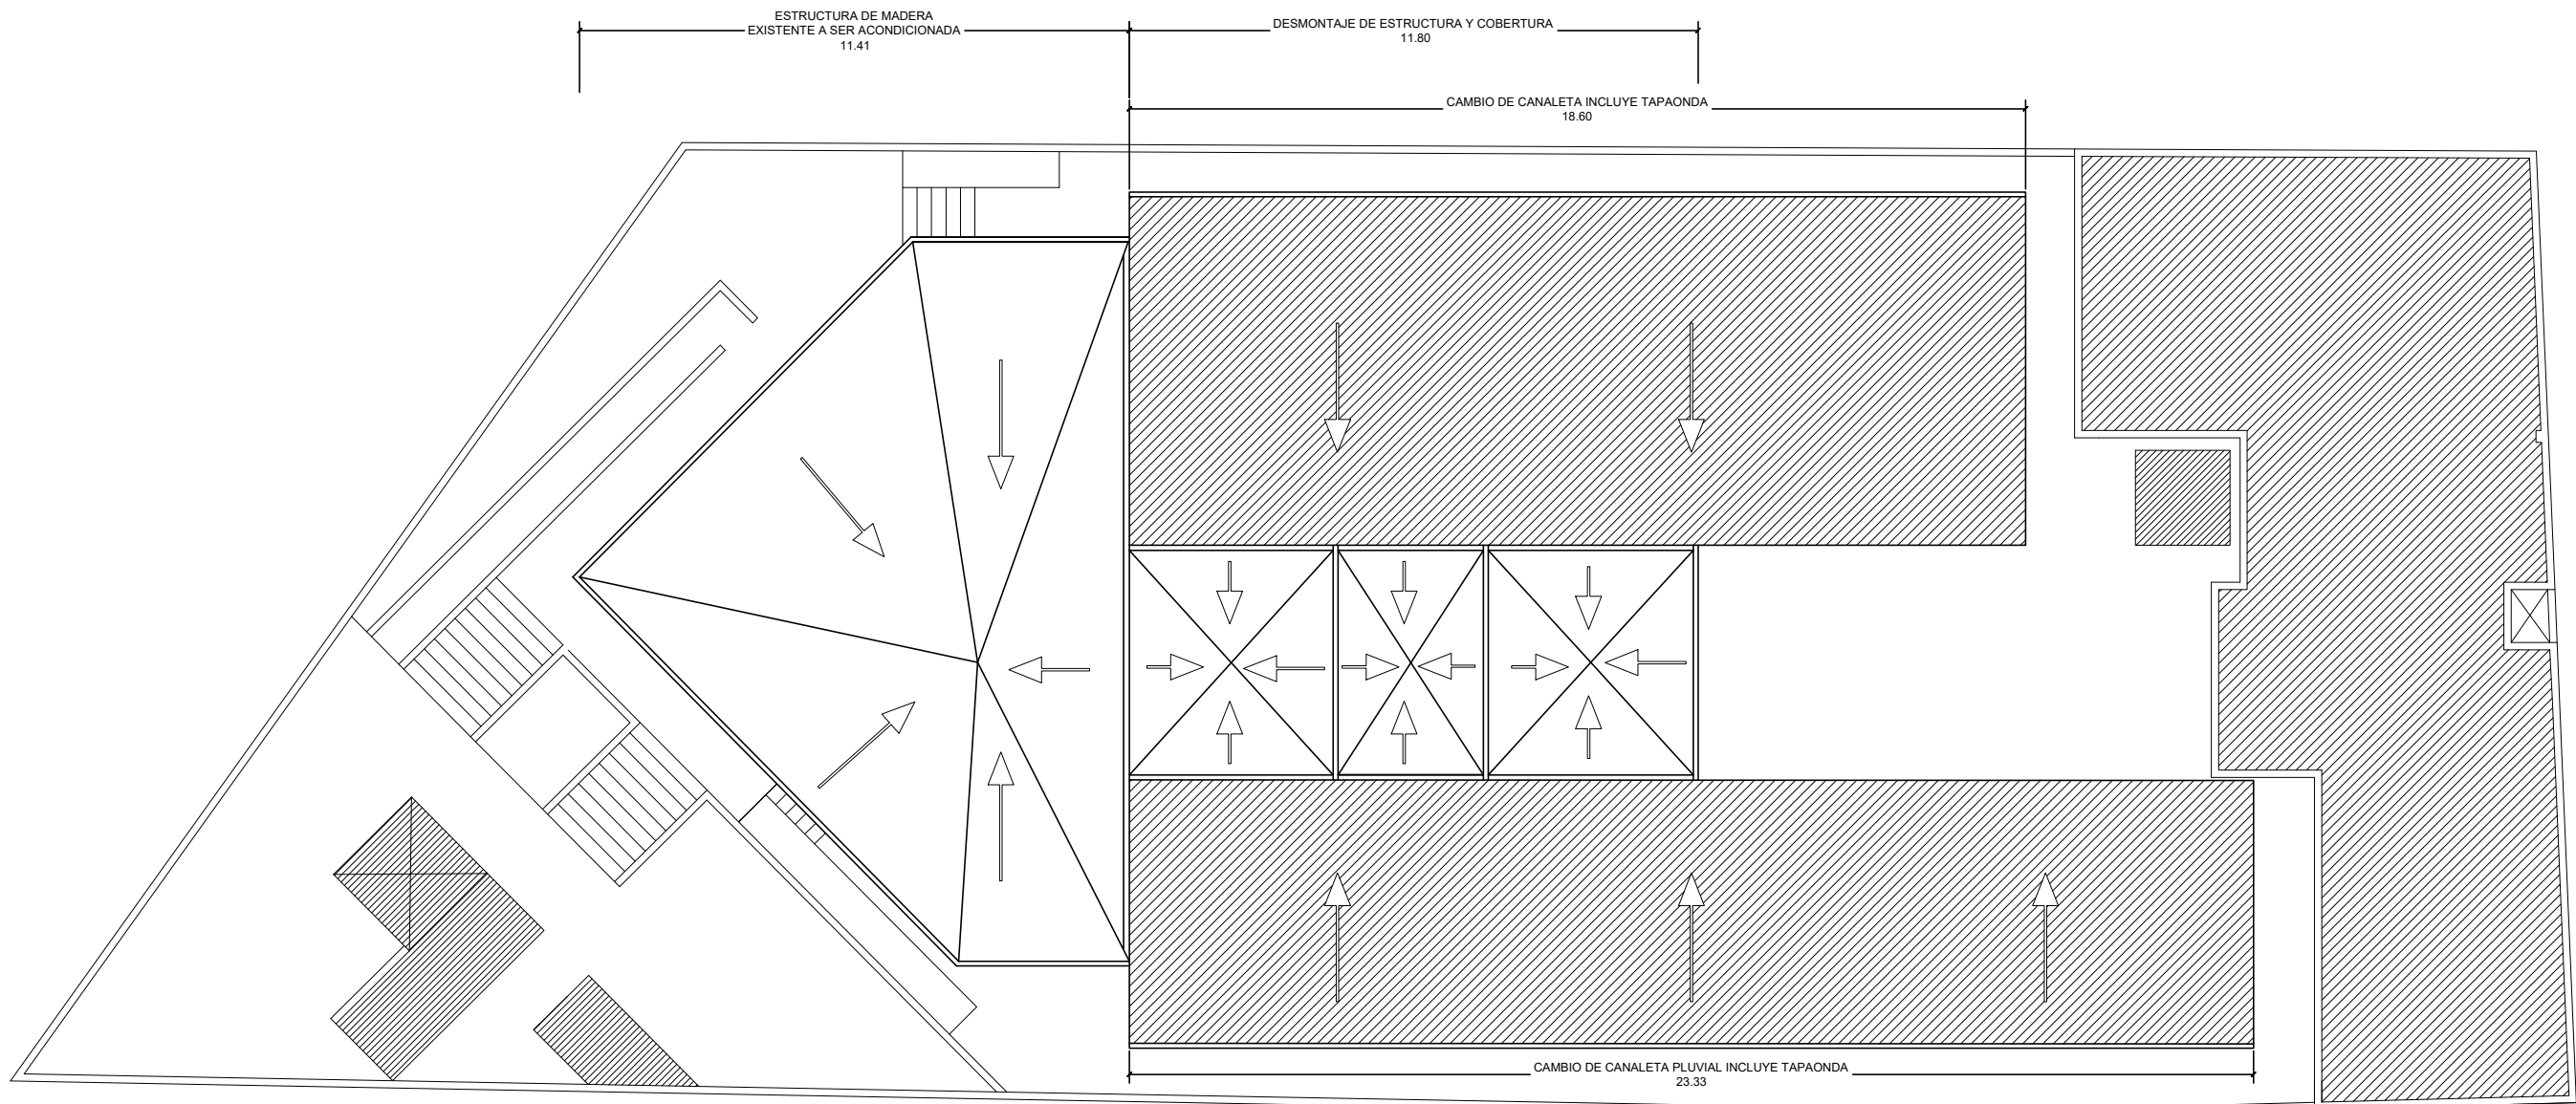 ESTRUCTURA DE MADERA
EXISTENTE A SER ACONDICIONADA
11.41
DESMONTAJE DE ESTRUCTURA Y COBERTURA
11.80
CAMBIO DE CANALETA INCLUYE TAPAONDA
18.60
CAMBIO DE CANALETA PLUVIAL INCLUYE TAPAONDA
23.33